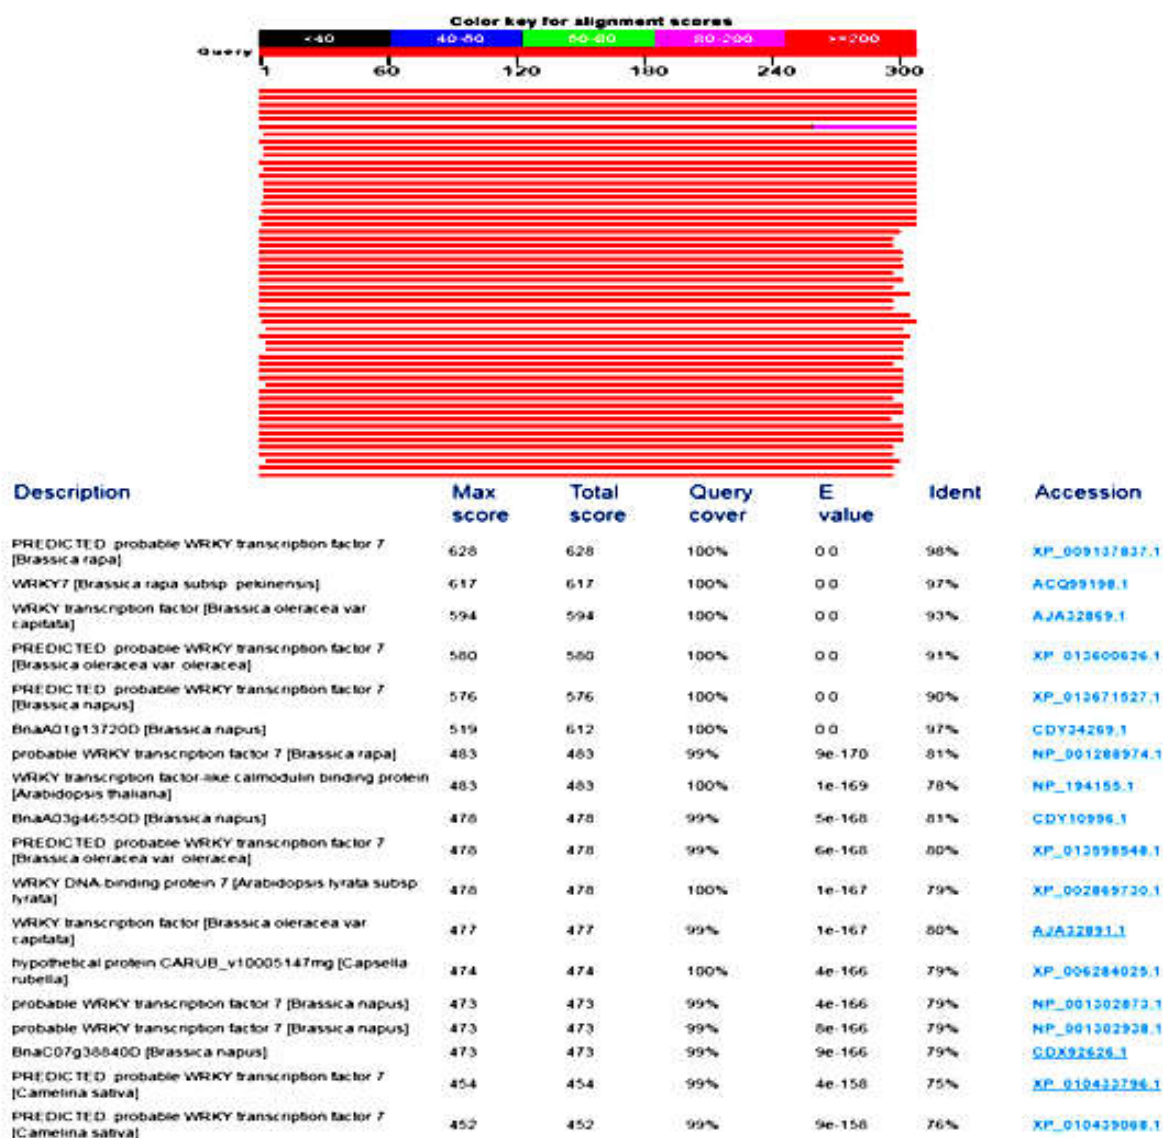 Color key for alignment scores
<40 40-50 50-80 80-200 >=200
Query
1 60 120 180 240 300
Description Max score Total score Query cover E value Ident Accession
PREDICTED probable WRKY transcription factor 7 [Brassica rapa] 628 628 100% 0 0 98% XP_009137837.1
WRKY7 [Brassica rapa subsp pekinensis] 617 617 100% 0 0 97% ACQ99198.1
WRKY transcription factor [Brassica oleracea var capitata] 594 594 100% 0 0 93% AJA32869.1
PREDICTED probable WRKY transcription factor 7 [Brassica oleracea var oleracea] 580 580 100% 0 0 91% XP_013600626.1
PREDICTED probable WRKY transcription factor 7 [Brassica napus] 576 576 100% 0 0 90% XP_013671527.1
BnaA01g13720D [Brassica napus] 519 612 100% 0 0 97% CDY34269.1
probable WRKY transcription factor 7 [Brassica rapa] 483 483 99% 9e-170 81% NP_001288974.1
WRKY transcription factor-like calmodulin binding protein [Arabidopsis thaliana] 483 483 100% 1e-169 78% NP_194155.1
BnaA03g46550D [Brassica napus] 478 478 99% 5e-168 81% CDY10996.1
PREDICTED probable WRKY transcription factor 7 [Brassica oleracea var oleracea] 478 478 99% 6e-168 80% XP_013598548.1
WRKY DNA-binding protein 7 [Arabidopsis lyrata subsp lyrata] 478 478 100% 1e-167 79% XP_002869730.1
WRKY transcription factor [Brassica oleracea var capitata] 477 477 99% 1e-167 80% AJA32891.1
hypothetical protein CARUB_v10005147mg [Capsella rubella] 474 474 100% 4e-166 79% XP_006284025.1
probable WRKY transcription factor 7 [Brassica napus] 473 473 99% 4e-166 79% NP_001302873.1
probable WRKY transcription factor 7 [Brassica napus] 473 473 99% 8e-166 79% NP_001302938.1
BnaC07g38840D [Brassica napus] 473 473 99% 9e-166 79% CDX92626.1
PREDICTED probable WRKY transcription factor 7 [Camelina sativa] 454 454 99% 4e-158 75% XP_010433796.1
PREDICTED probable WRKY transcription factor 7 [Camelina sativa] 452 452 99% 9e-158 76% XP_010439068.1